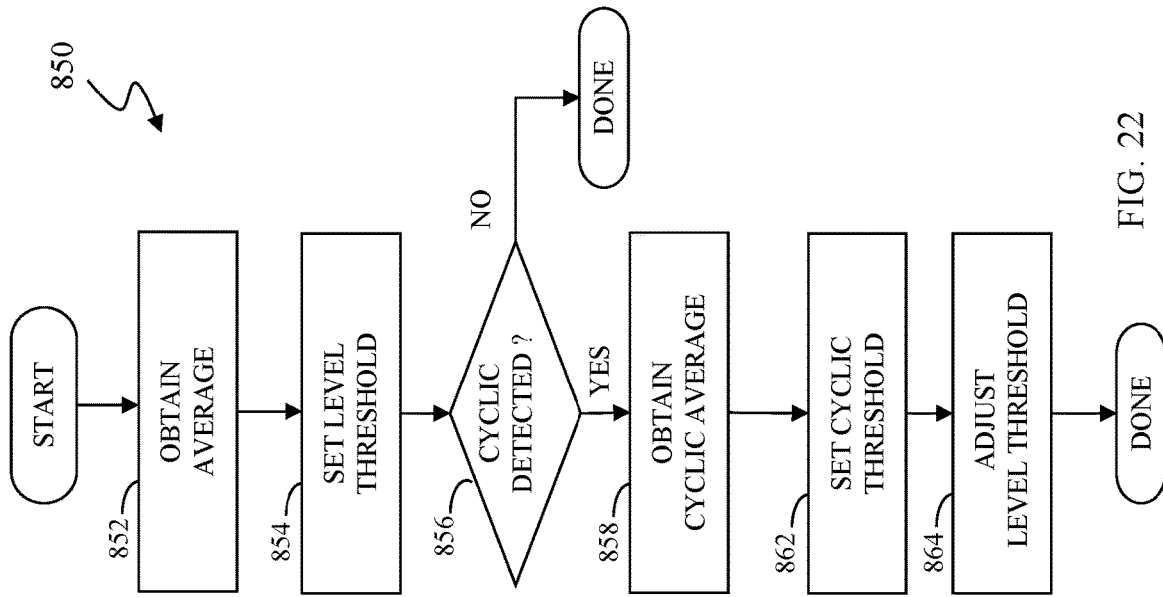 850
START
852
OBTAIN
AVERAGE
854
SET LEVEL
THRESHOLD
856
CYCLIC
DETECTED ?
NO
DONE
YES
858
OBTAIN
CYCLIC AVERAGE
862
SET CYCLIC
THRESHOLD
864
ADJUST
LEVEL THRESHOLD
DONE
FIG. 22